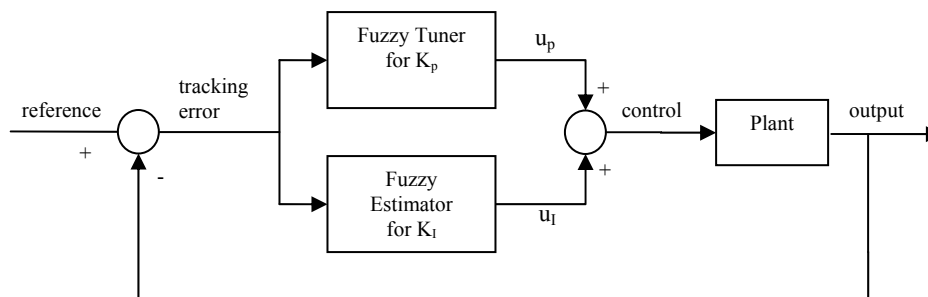 Fuzzy Tuner
for Kp
up
reference
+
-
tracking
error
Fuzzy
Estimator
for KI
uI
+
+
control
Plant
output